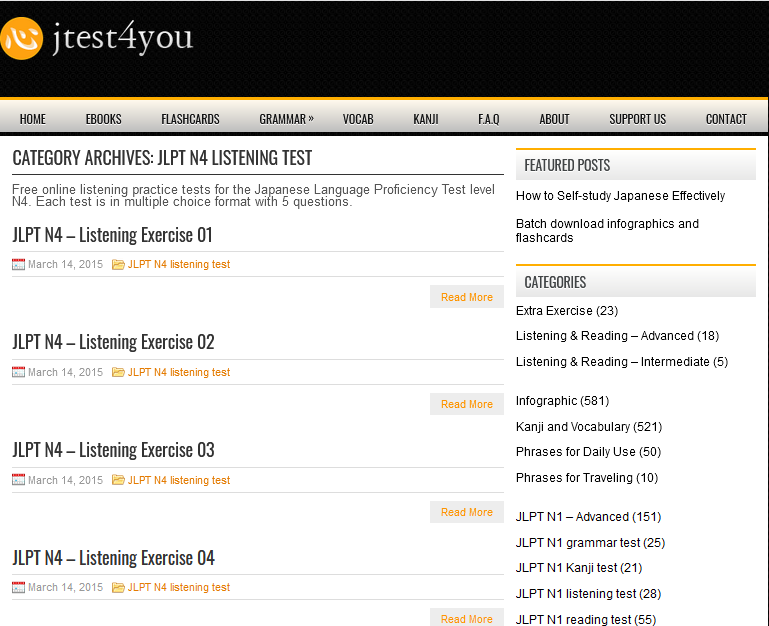 jtest4you
HOME EBOOKS FLASHCARDS GRAMMAR » VOCAB KANJI F.A.Q ABOUT SUPPORT US CONTACT
CATEGORY ARCHIVES: JLPT N4 LISTENING TEST
Free online listening practice tests for the Japanese Language Proficiency Test level
N4. Each test is in multiple choice format with 5 questions.
JLPT N4 – Listening Exercise 01
March 14, 2015 JLPT N4 listening test
Read More
JLPT N4 – Listening Exercise 02
March 14, 2015 JLPT N4 listening test
Read More
JLPT N4 – Listening Exercise 03
March 14, 2015 JLPT N4 listening test
Read More
JLPT N4 – Listening Exercise 04
March 14, 2015 JLPT N4 listening test
Read More
FEATURED POSTS
How to Self-study Japanese Effectively
Batch download infographics and
flashcards
CATEGORIES
Extra Exercise (23)
Listening & Reading – Advanced (18)
Listening & Reading – Intermediate (5)
Infographic (581)
Kanji and Vocabulary (521)
Phrases for Daily Use (50)
Phrases for Traveling (10)
JLPT N1 – Advanced (151)
JLPT N1 grammar test (25)
JLPT N1 Kanji test (21)
JLPT N1 listening test (28)
JLPT N1 reading test (55)